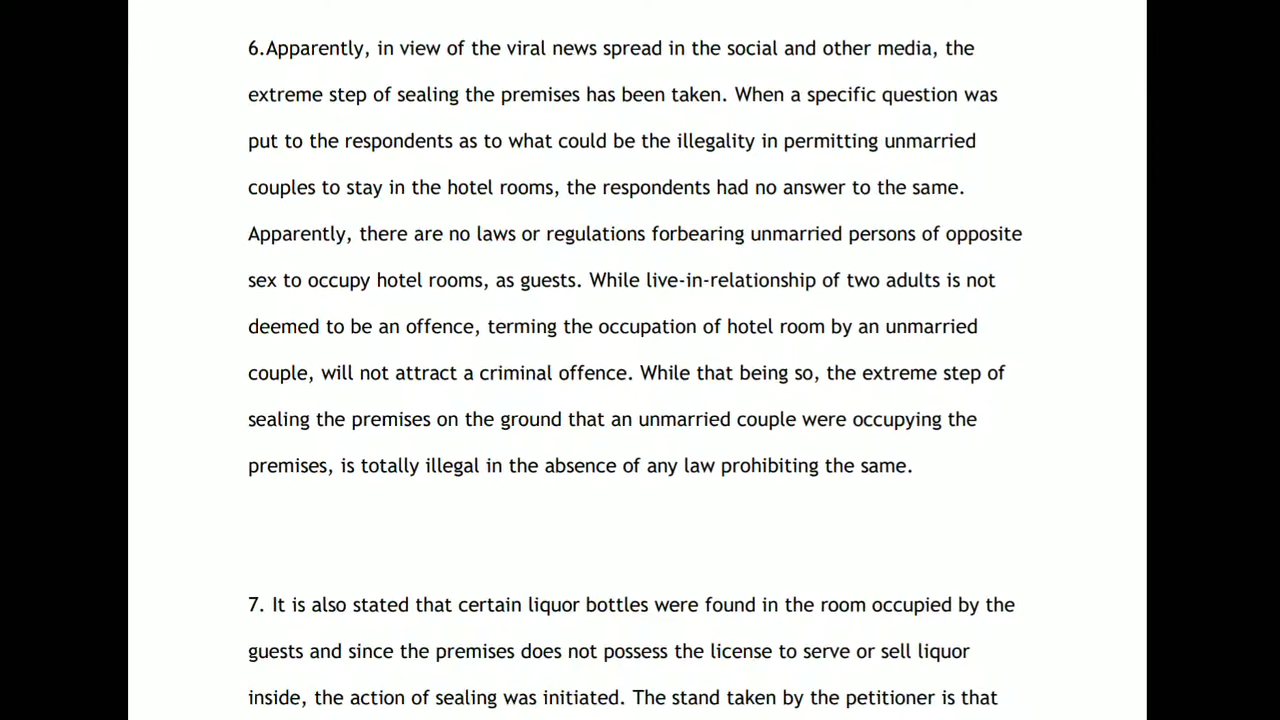 6.Apparently, in view of the viral news spread in the social and other media, the
extreme step of sealing the premises has been taken. When a specific question was
put to the respondents as to what could be the illegality in permitting unmarried
couples to stay in the hotel rooms, the respondents had no answer to the same.
Apparently, there are no laws or regulations forbearing unmarried persons of opposite
sex to occupy hotel rooms, as guests. While live-in-relationship of two adults is not
deemed to be an offence, terming the occupation of hotel room by an unmarried
couple, will not attract a criminal offence. While that being so, the extreme step of
sealing the premises on the ground that an unmarried couple were occupying the
premises, is totally illegal in the absence of any law prohibiting the same.
7. It is also stated that certain liquor bottles were found in the room occupied by the
guests and since the premises does not possess the license to serve or sell liquor
inside, the action of sealing was initiated. The stand taken by the petitioner is that